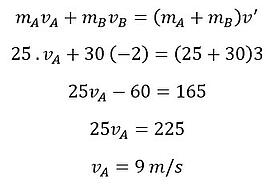 m_A v_A + m_B v_B = (m_A + m_B)v′
25 . v_A + 30 (−2) = (25 + 30)3
25v_A − 60 = 165
25v_A = 225
v_A = 9 m/s